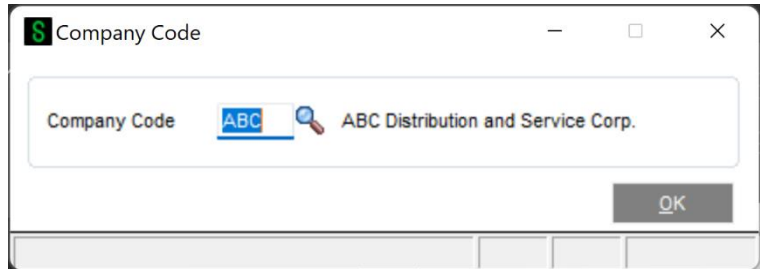 S Company Code
Company Code ABC ABC Distribution and Service Corp.
OK